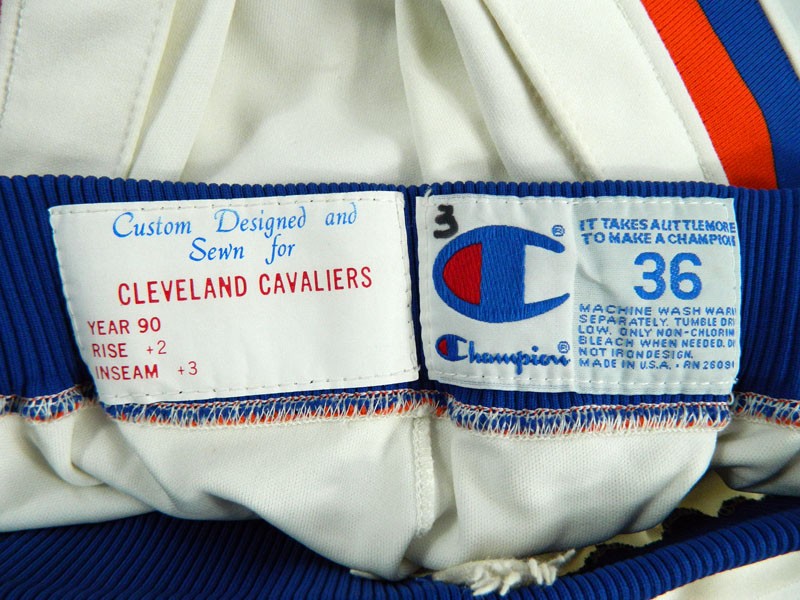 Custom Designed and
Sewn for
CLEVELAND CAVALIERS
YEAR 90
RISE +2
INSEAM +3
3
®
Champion®
IT TAKES A LITTLE MORE
TO MAKE A CHAMPION
36
MACHINE WASH WARM
SEPARATELY. TUMBLE DRY
LOW. ONLY NON-CHLORINE
BLEACH WHEN NEEDED. DO
NOT IRON DESIGN.
MADE IN U.S.A. • RN